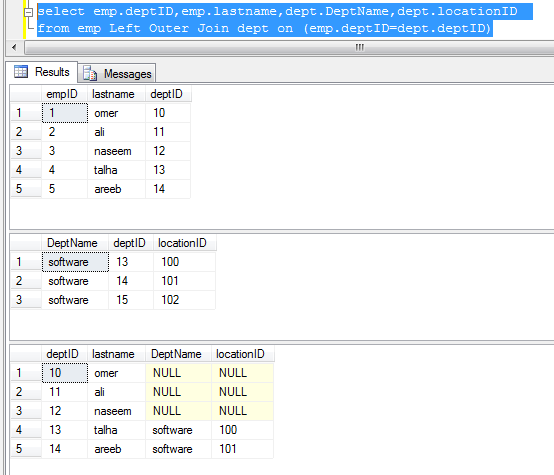 select emp.deptID,emp.lastname,dept.DeptName,dept.locationID
from emp Left Outer Join dept on (emp.deptID=dept.deptID)
Results Messages
empID lastname deptID
1 1 omer 10
2 2 ali 11
3 3 naseem 12
4 4 talha 13
5 5 areeb 14
DeptName deptID locationID
1 software 13 100
2 software 14 101
3 software 15 102
deptID lastname DeptName locationID
1 10 omer NULL NULL
2 11 ali NULL NULL
3 12 naseem NULL NULL
4 13 talha software 100
5 14 areeb software 101